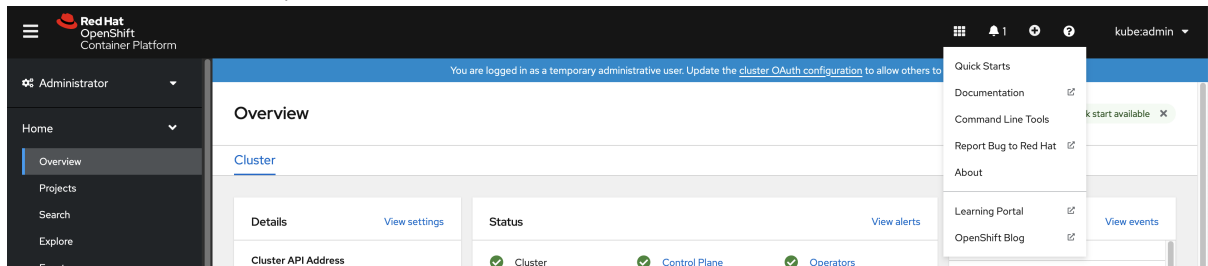 Red Hat
OpenShift
Container Platform
1
kube:admin
Administrator
You are logged in as a temporary administrative user. Update the cluster OAuth configuration to allow others to
Quick Starts
Documentation
Command Line Tools
Report Bug to Red Hat
About
Learning Portal
OpenShift Blog
Home
Overview
Projects
Search
Explore
Overview
start available
Cluster
Details
View settings
Status
View alerts
View events
Cluster API Address
Cluster
Control Plane
Operators